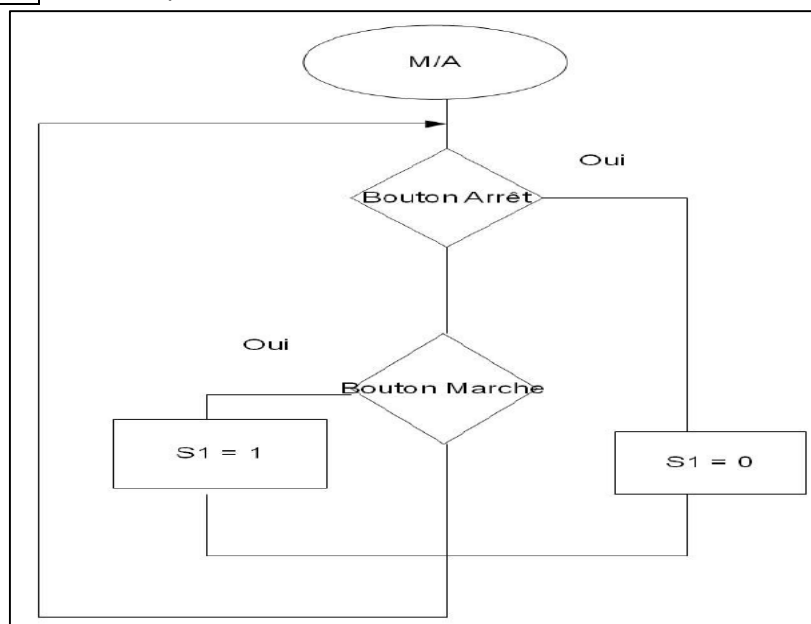 M/A
Oui
Bouton Arrêt
Oui
Bouton Marche
S1 = 1
S1 = 0